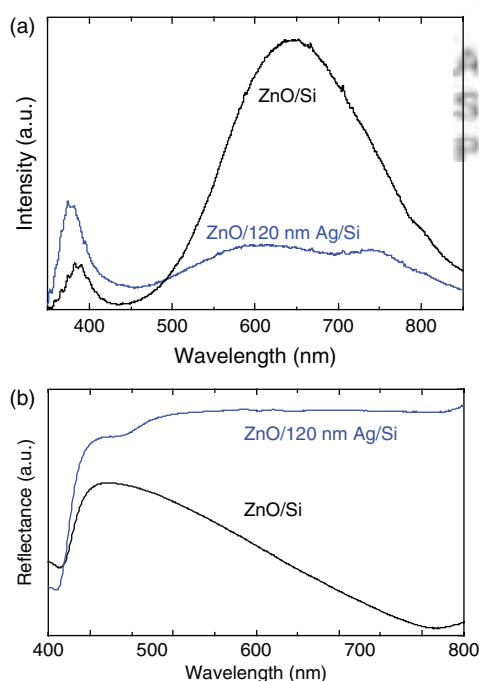 (a)
A
S
P
ZnO/Si
ZnO/120 nm Ag/Si
Intensity (a.u.)
400 500 600 700 800
Wavelength (nm)
(b)
ZnO/120 nm Ag/Si
ZnO/Si
Reflectance (a.u.)
400 500 600 700 800
Wavelength (nm)